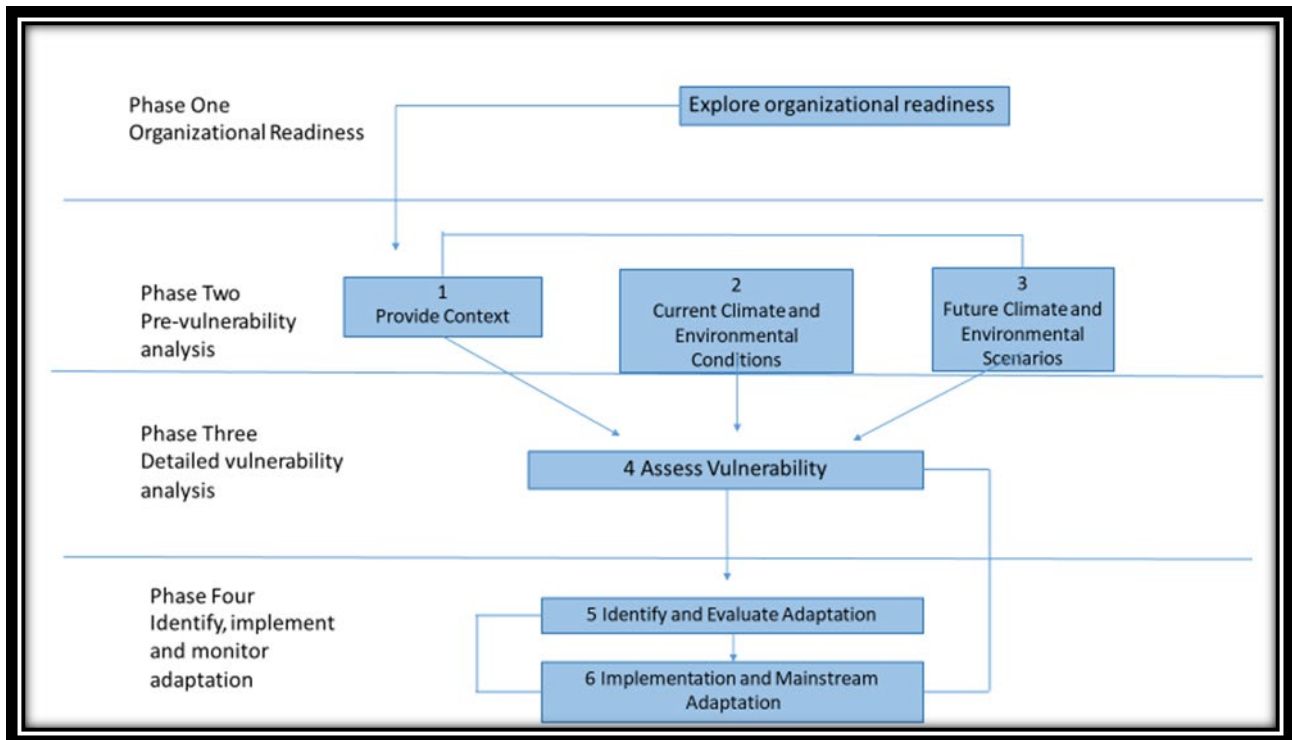 Phase One
Organizational Readiness
Explore organizational readiness
Phase Two
Pre-vulnerability
analysis
1
Provide Context
2
Current Climate and
Environmental
Conditions
3
Future Climate and
Environmental
Scenarios
Phase Three
Detailed vulnerability
analysis
4 Assess Vulnerability
Phase Four
Identify, implement
and monitor
adaptation
5 Identify and Evaluate Adaptation
6 Implementation and Mainstream
Adaptation